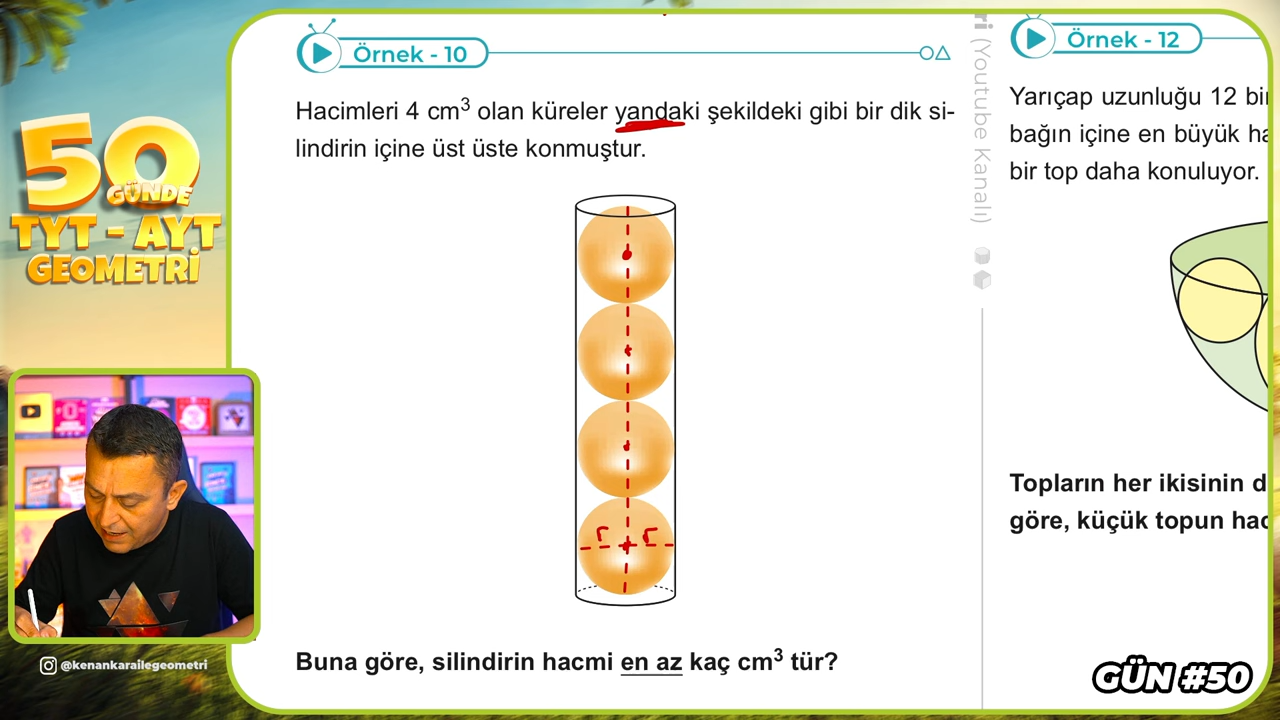 50
GÜNDE
TYT - AYT
GEOMETRİ
Örnek - 10
Hacimleri 4 cm³ olan küreler yandaki şekildeki gibi bir dik si-
lindirin içine üst üste konmuştur.
r r
Buna göre, silindirin hacmi en az kaç cm³ tür?
(Youtube Kanalı)
Örnek - 12
Yarıçap uzunluğu 12 bi
bağın içine en büyük ha
bir top daha konuluyor.
Topların her ikisinin d
göre, küçük topun hac
@kenankarailegeometri
GÜN #50